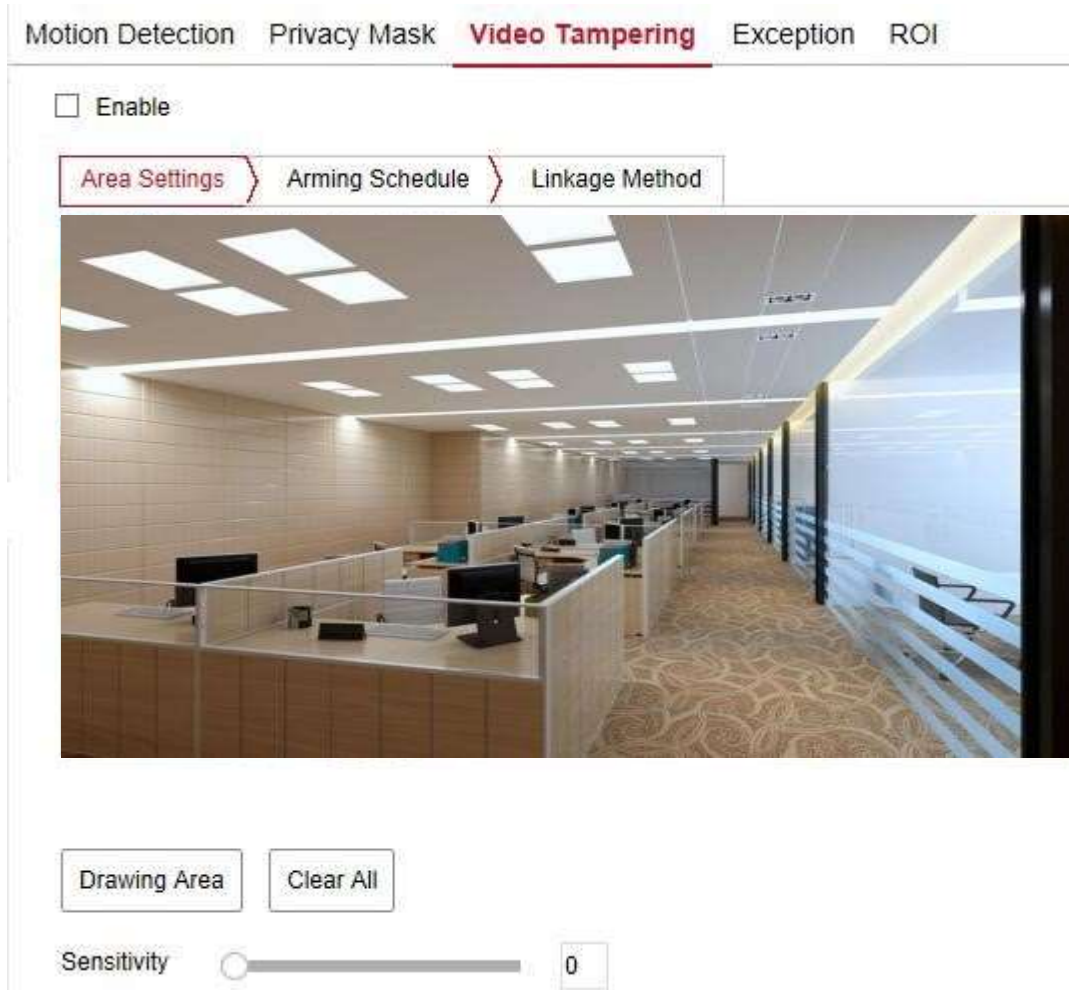 Motion Detection Privacy Mask Video Tampering Exception ROI
Enable
Area Settings Arming Schedule Linkage Method
Drawing Area Clear All
Sensitivity 0